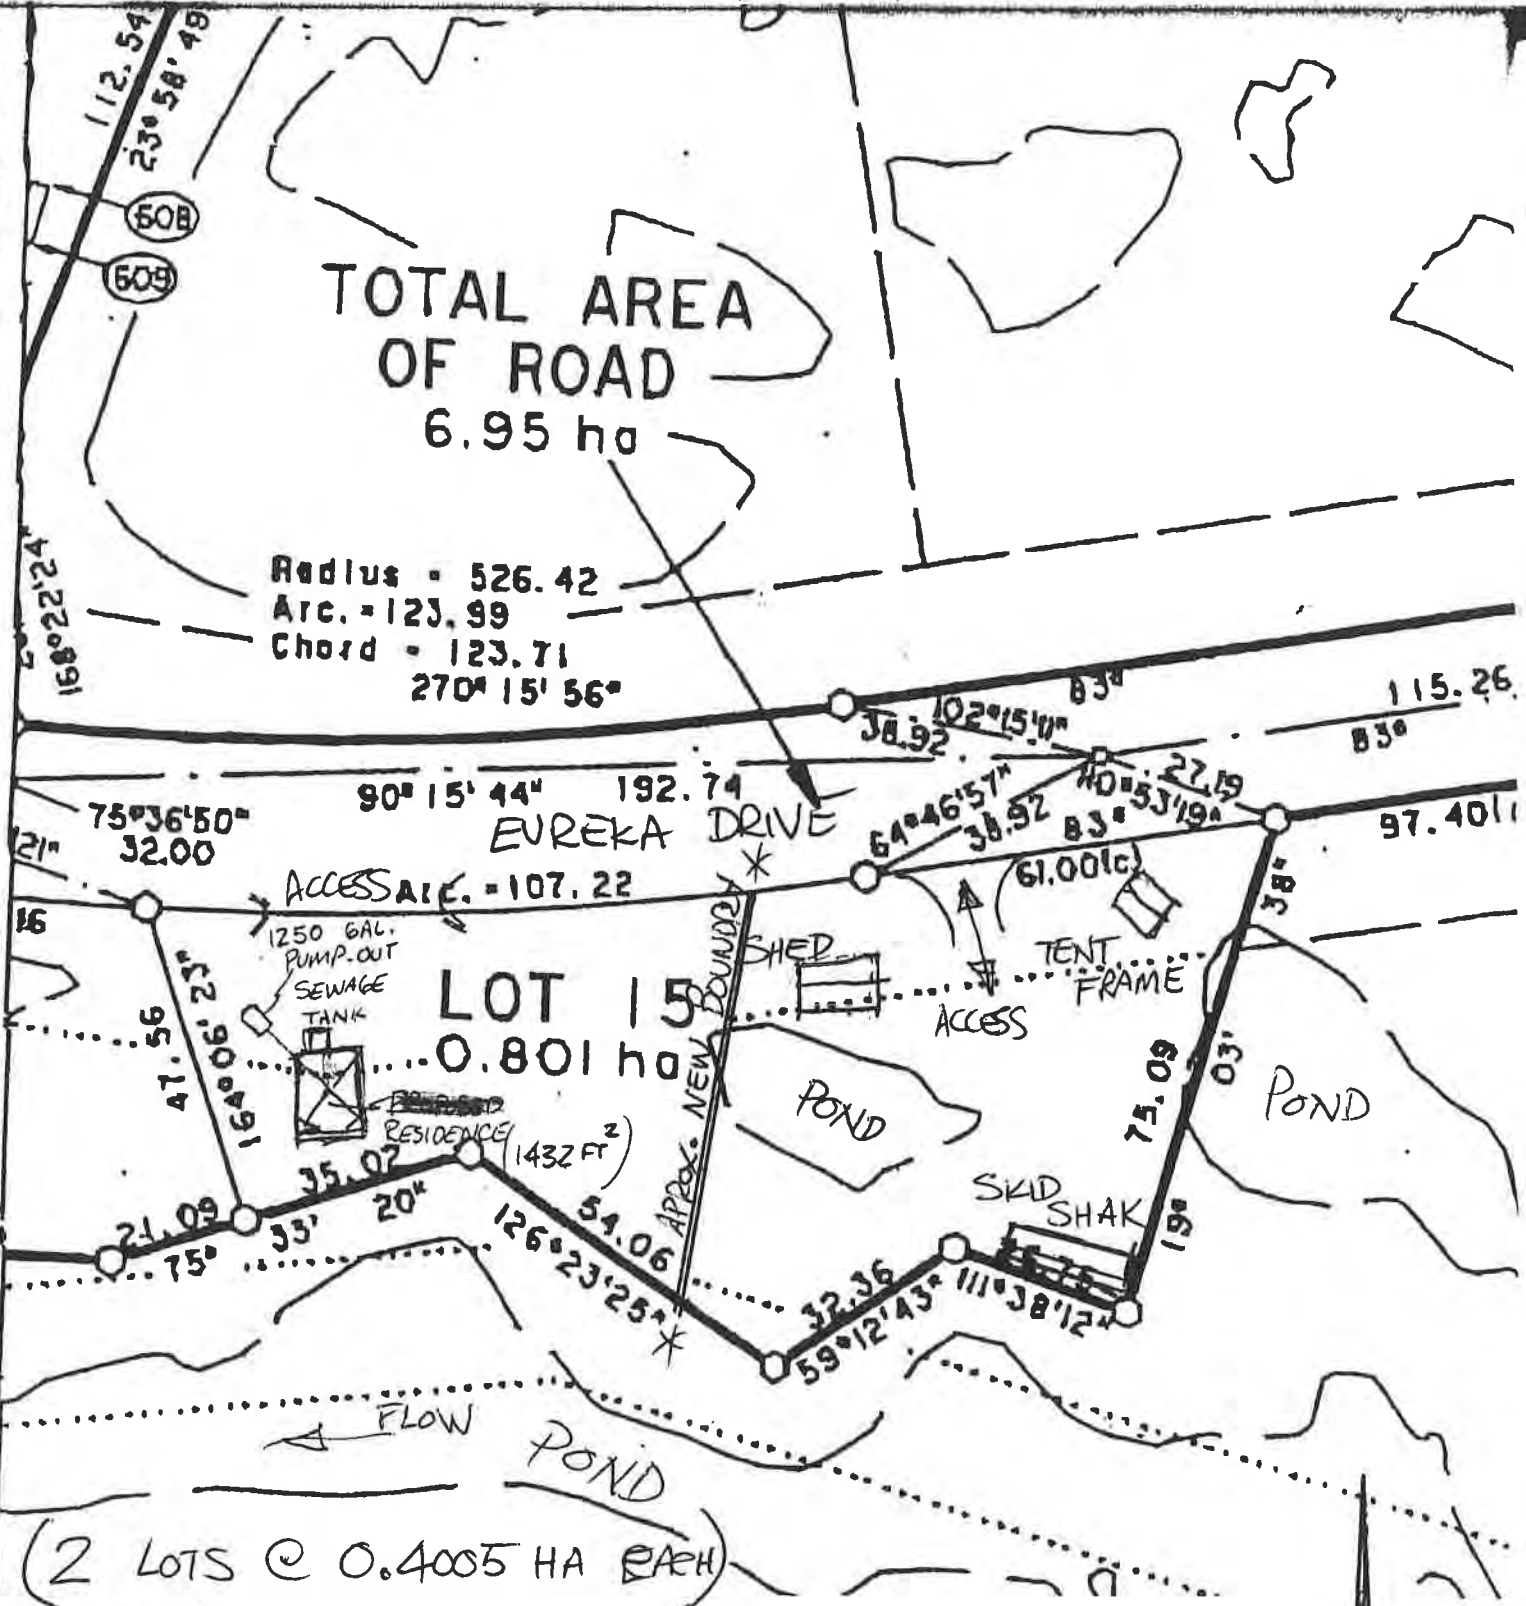 112.54
23° 58' 48"
608
609
TOTAL AREA
OF ROAD
6.95 ha
168°22'24"
Radius = 526.42
Arc. = 123.99
Chord = 123.71
270° 15' 56"
83°
115.26
83°
102°15'11"
38.92
27.19
110° 53'19"
90° 15' 44" 192.74
64°46'57"
38.92
83°
61.00(c)
97.40
75°36'50"
32.00
21"
16
EUREKA DRIVE
ACCESS Arc. = 107.22
38"
03'
19°
75.09
1250 GAL.
PUMP-OUT
SEWAGE
TANK
LOT 15
0.801 ha
47.56
164°06' 23"
APPROX. NEW BOUNDRY
SHED
ACCESS
TENT
FRAME
POND
POND
RESIDENCE (1432 FT²)
35.07
21.09
75° 33' 20"
54.06
126°23'25"
SKID
SHAK
32.36
59°12'43"
111°38'12"
FLOW
POND
(2 LOTS @ 0.4005 HA EACH)